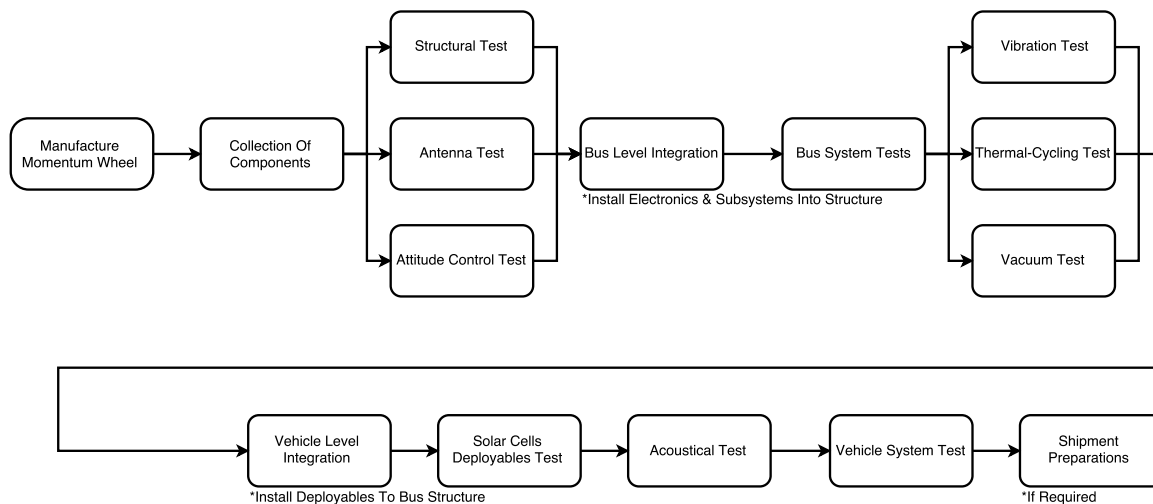 Manufacture
Momentum Wheel
Collection Of
Components
Structural Test
Antenna Test
Attitude Control Test
Bus Level Integration
*Install Electronics & Subsystems Into Structure
Bus System Tests
Vibration Test
Thermal-Cycling Test
Vacuum Test
Vehicle Level
Integration
*Install Deployables To Bus Structure
Solar Cells
Deployables Test
Acoustical Test
Vehicle System Test
Shipment
Preparations
*If Required